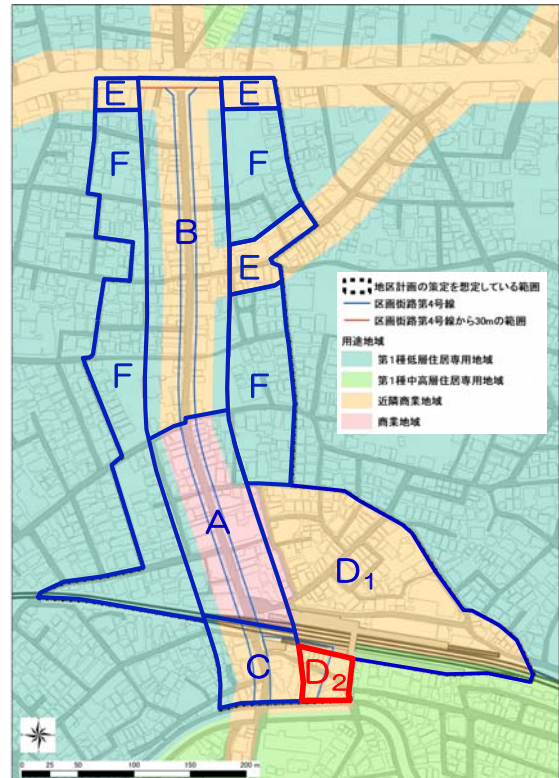 E
E
F
F
B
E
地区計画の策定を想定している範囲
区画街路第4号線
区画街路第4号線から30mの範囲
用途地域
第1種低層住居専用地域
第1種中高層住居専用地域
近隣商業地域
商業地域
F
F
A
D₁
C
D₂
0 25 50 100 150 200 m